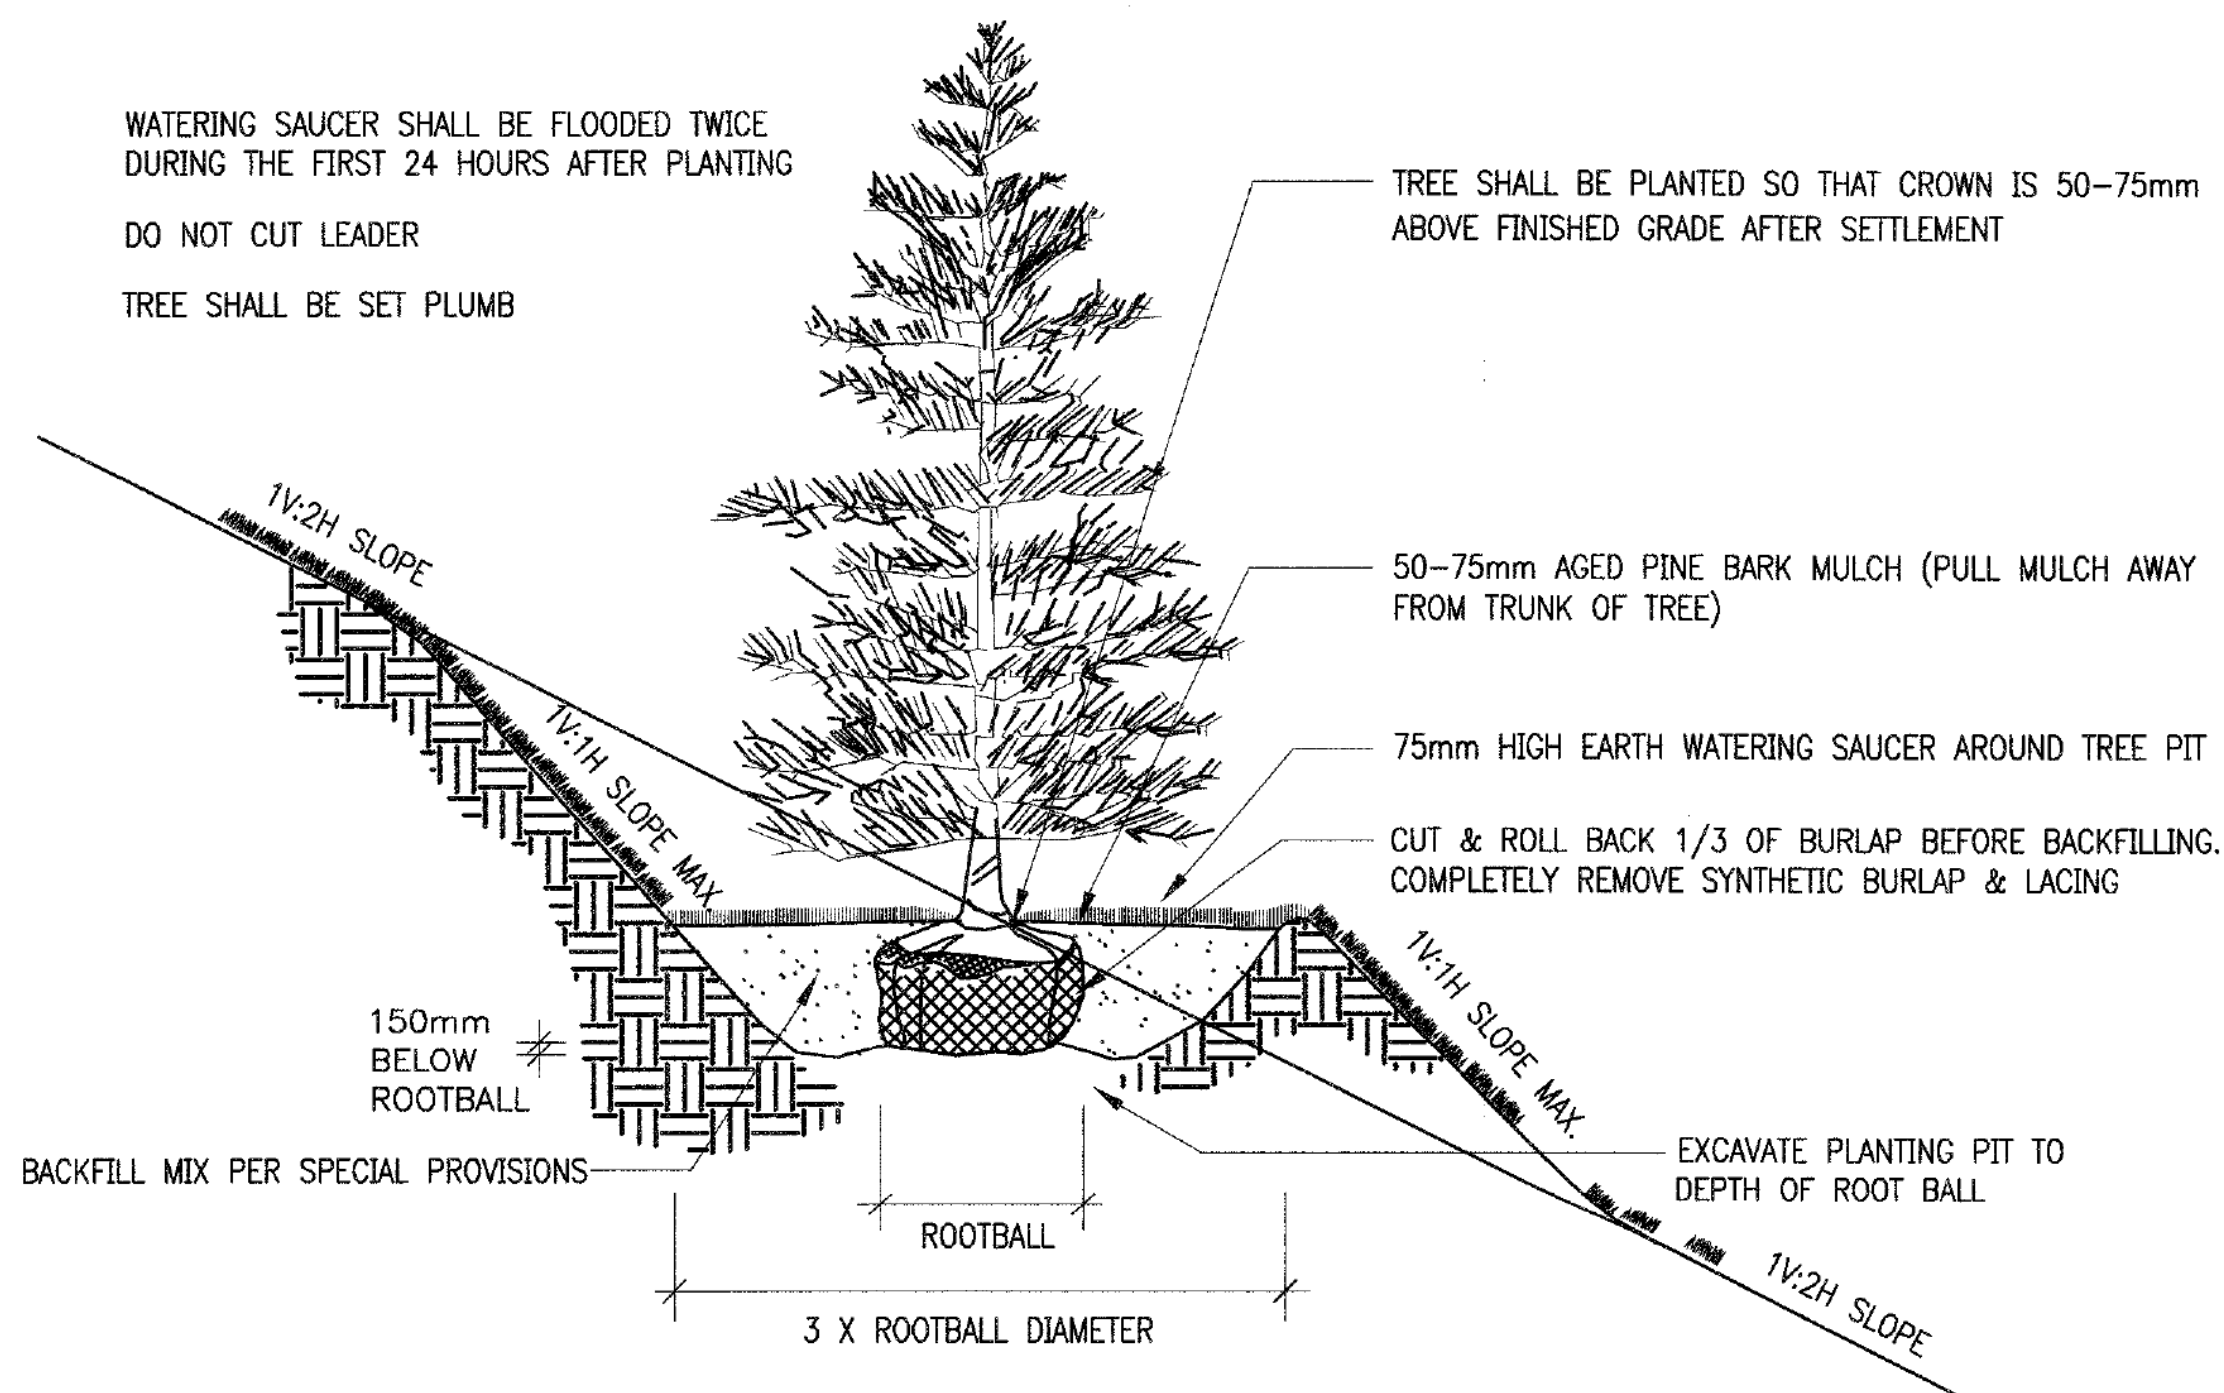 WATERING SAUCER SHALL BE FLOODED TWICE
DURING THE FIRST 24 HOURS AFTER PLANTING
DO NOT CUT LEADER
TREE SHALL BE SET PLUMB
TREE SHALL BE PLANTED SO THAT CROWN IS 50-75mm
ABOVE FINISHED GRADE AFTER SETTLEMENT
1V:2H SLOPE
50-75mm AGED PINE BARK MULCH (PULL MULCH AWAY
FROM TRUNK OF TREE)
1V:1H SLOPE MAX.
75mm HIGH EARTH WATERING SAUCER AROUND TREE PIT
CUT & ROLL BACK 1/3 OF BURLAP BEFORE BACKFILLING.
COMPLETELY REMOVE SYNTHETIC BURLAP & LACING
1V:1H SLOPE MAX.
150mm
BELOW
ROOTBALL
BACKFILL MIX PER SPECIAL PROVISIONS
EXCAVATE PLANTING PIT TO
DEPTH OF ROOT BALL
ROOTBALL
1V:2H SLOPE
3 X ROOTBALL DIAMETER